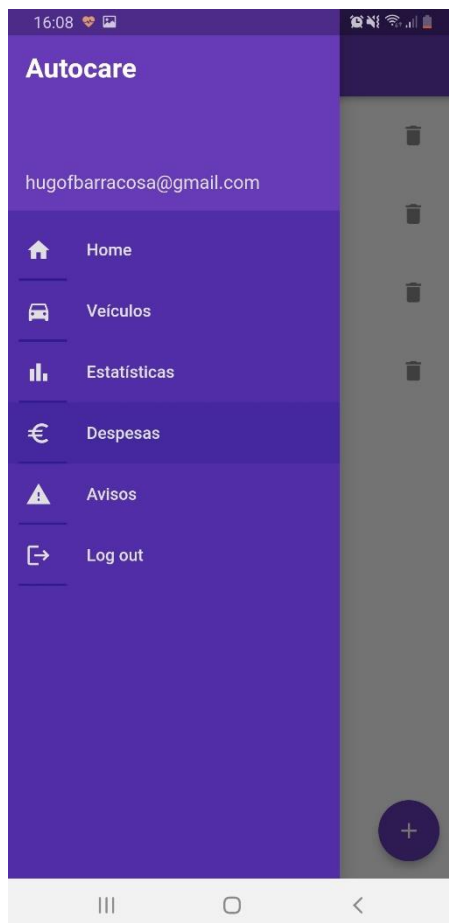 16:08
Autocare
hugofbarracosa@gmail.com
Home
Veículos
Estatísticas
Despesas
Avisos
Log out